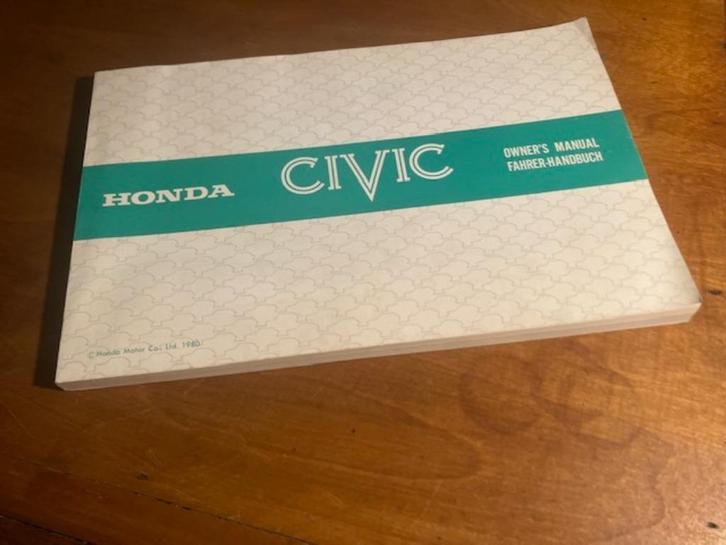 HONDA
CIVIC
OWNER'S MANUAL
FAHRER-HANDBUCH
© Honda Motor Co., Ltd. 1980